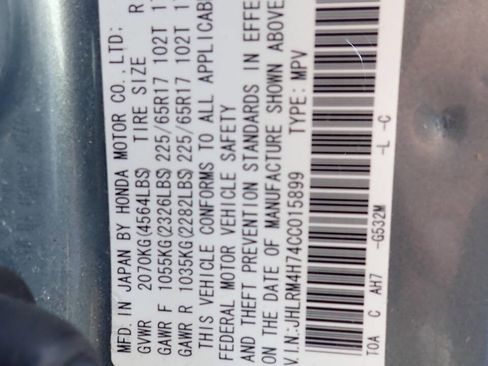 MFD. IN JAPAN BY HONDA MOTOR CO.,LTD;
GVWR 2070KG(4564LBS) TIRE SIZE R
GAWR F 1055KG(2326LBS) 225/65R17 102T 1
GAWR R 1035KG(2282LBS) 225/65R17 102T 1
THIS VEHICLE CONFORMS TO ALL APPLICAB
FEDERAL MOTOR VEHICLE SAFETY
AND THEFT PREVENTION STANDARDS IN EFFE
ON THE DATE OF MANUFACTURE SHOWN ABOVE
V.I.N.:JHLRM4H74CC015899 TYPE: MPV
TOA C AH7 -G532M -L -C